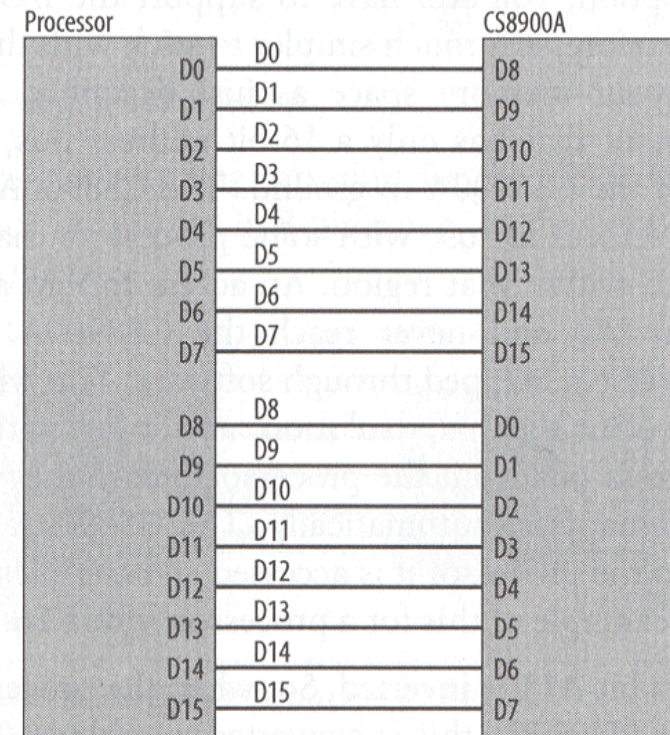 Processor CS8900A
D0 D0 D8
D1 D1 D9
D2 D2 D10
D3 D3 D11
D4 D4 D12
D5 D5 D13
D6 D6 D14
D7 D7 D15
D8 D8 D0
D9 D9 D1
D10 D10 D2
D11 D11 D3
D12 D12 D4
D13 D13 D5
D14 D14 D6
D15 D15 D7